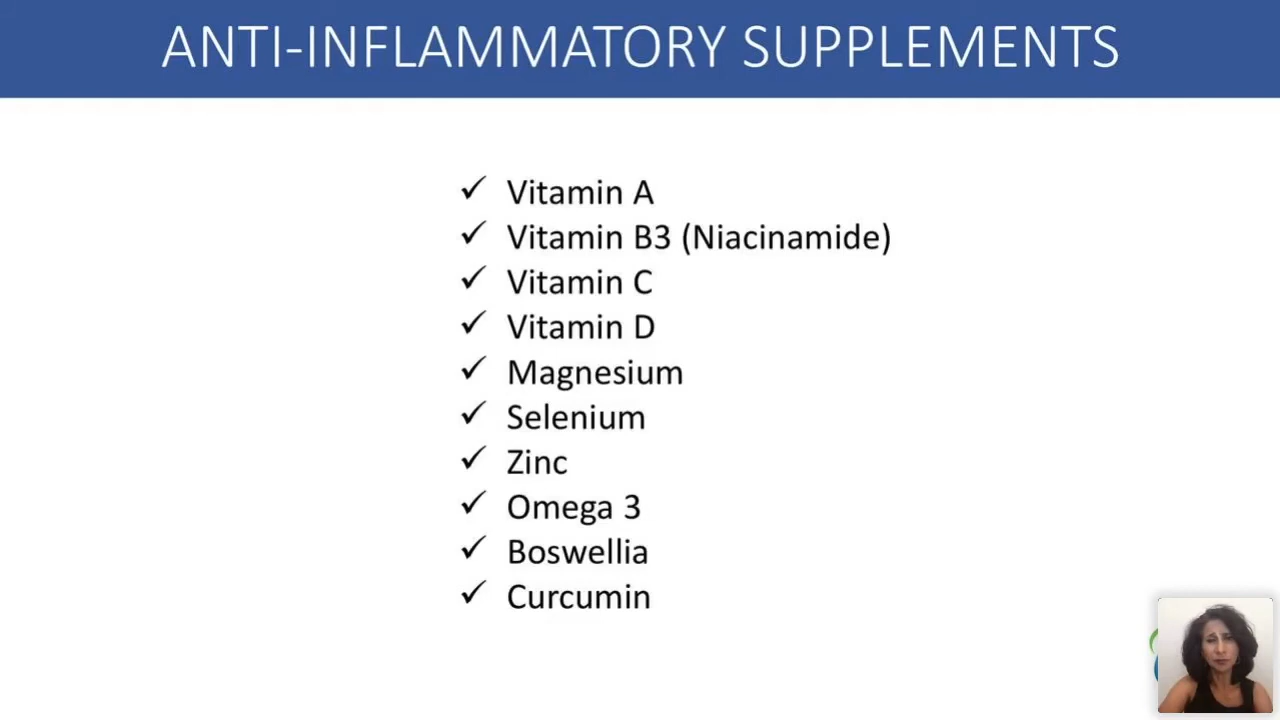 ANTI-INFLAMMATORY SUPPLEMENTS
✓ Vitamin A
✓ Vitamin B3 (Niacinamide)
✓ Vitamin C
✓ Vitamin D
✓ Magnesium
✓ Selenium
✓ Zinc
✓ Omega 3
✓ Boswellia
✓ Curcumin